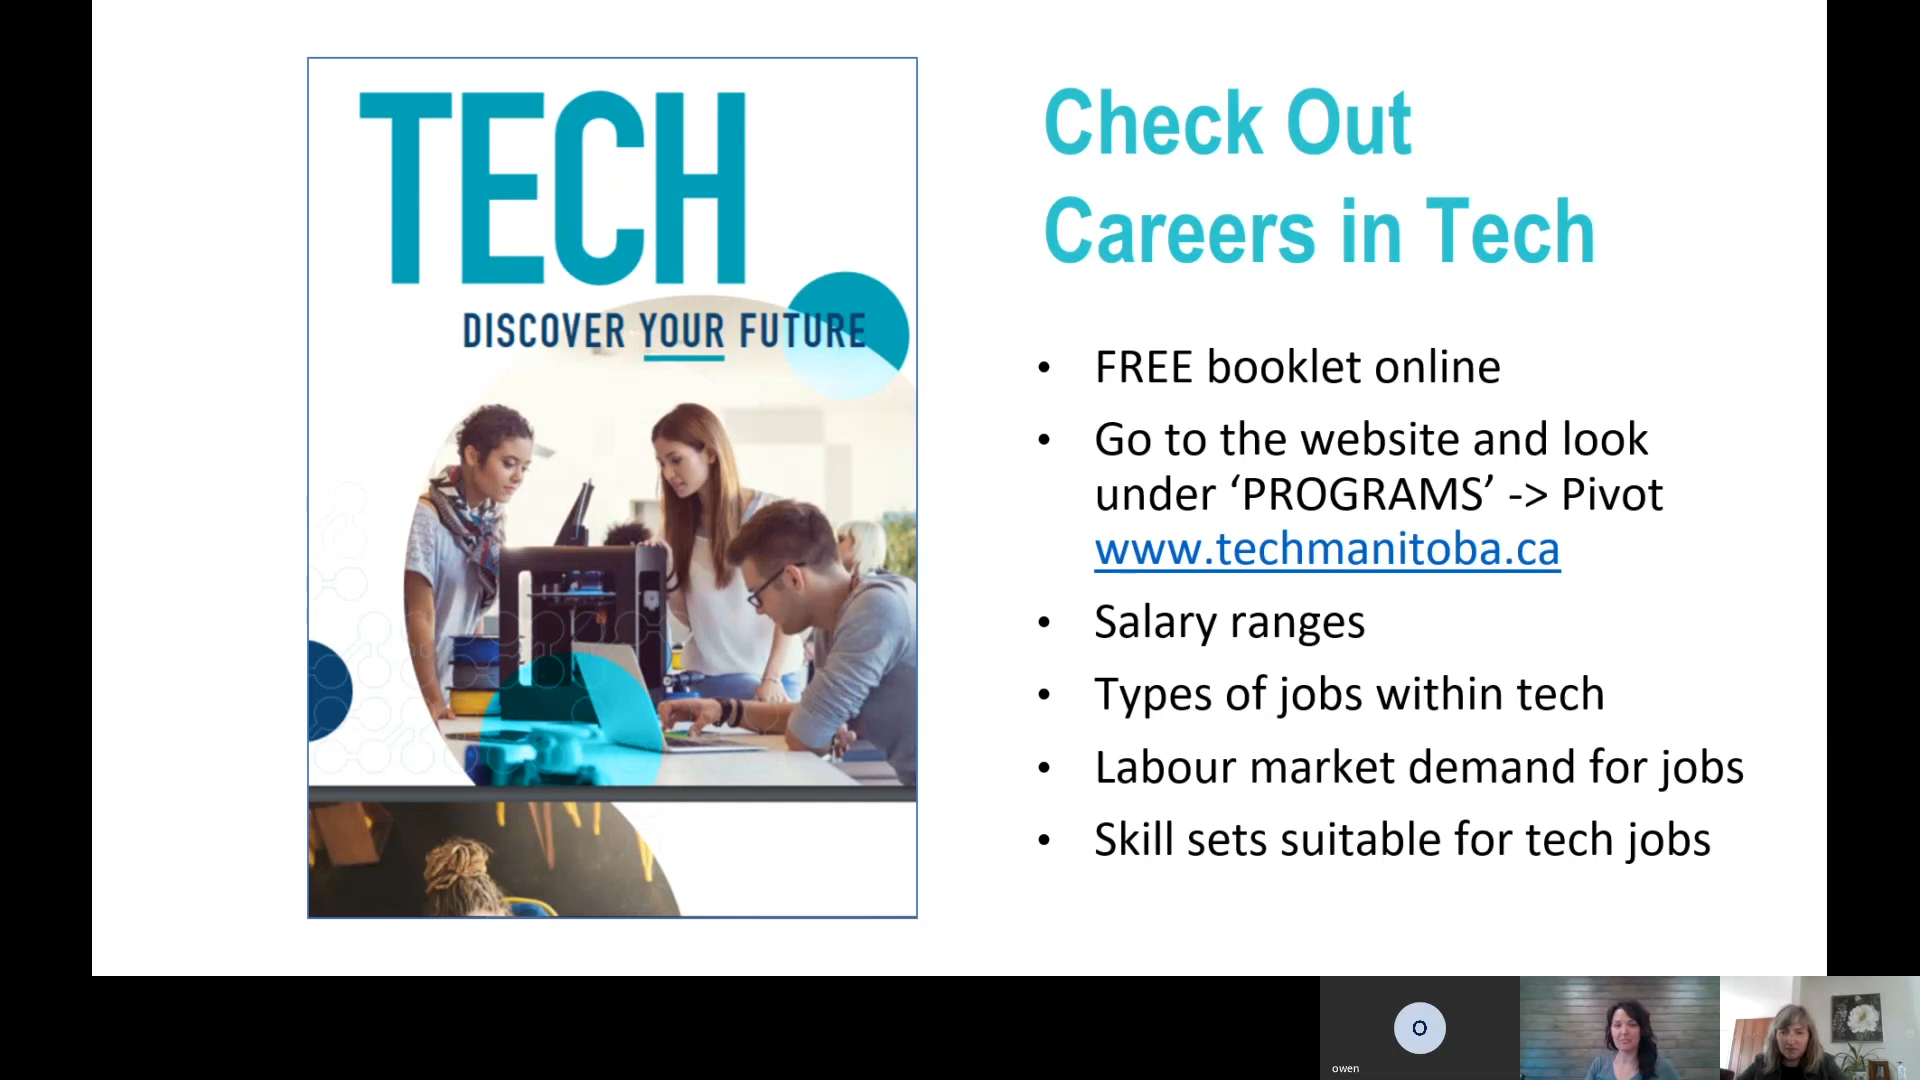 TECH
DISCOVER YOUR FUTURE
Check Out
Careers in Tech
• FREE booklet online
• Go to the website and look
under ‘PROGRAMS’ -> Pivot
www.techmanitoba.ca
• Salary ranges
• Types of jobs within tech
• Labour market demand for jobs
• Skill sets suitable for tech jobs
O
owen